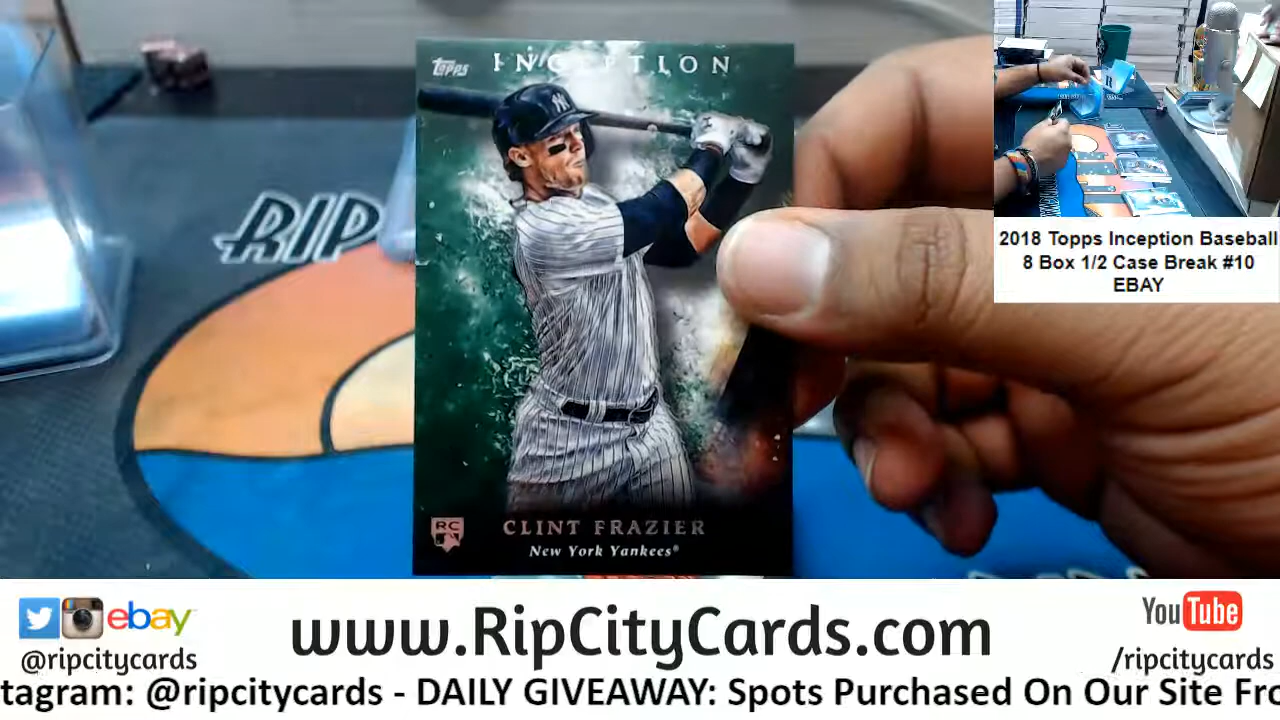 Topps INCEPTION
RIP
NY
RC
CLINT FRAZIER
New York Yankees®
2018 Topps Inception Baseball
8 Box 1/2 Case Break #10
EBAY
ebay
@ripcitycards
www.RipCityCards.com
YouTube
/ripcitycards
tagram: @ripcitycards - DAILY GIVEAWAY: Spots Purchased On Our Site Fro